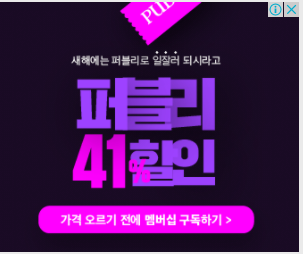 PUB
새해에는 퍼블리로 일잘러 되시라고
퍼블리
41% 할인
가격 오르기 전에 멤버십 구독하기 >